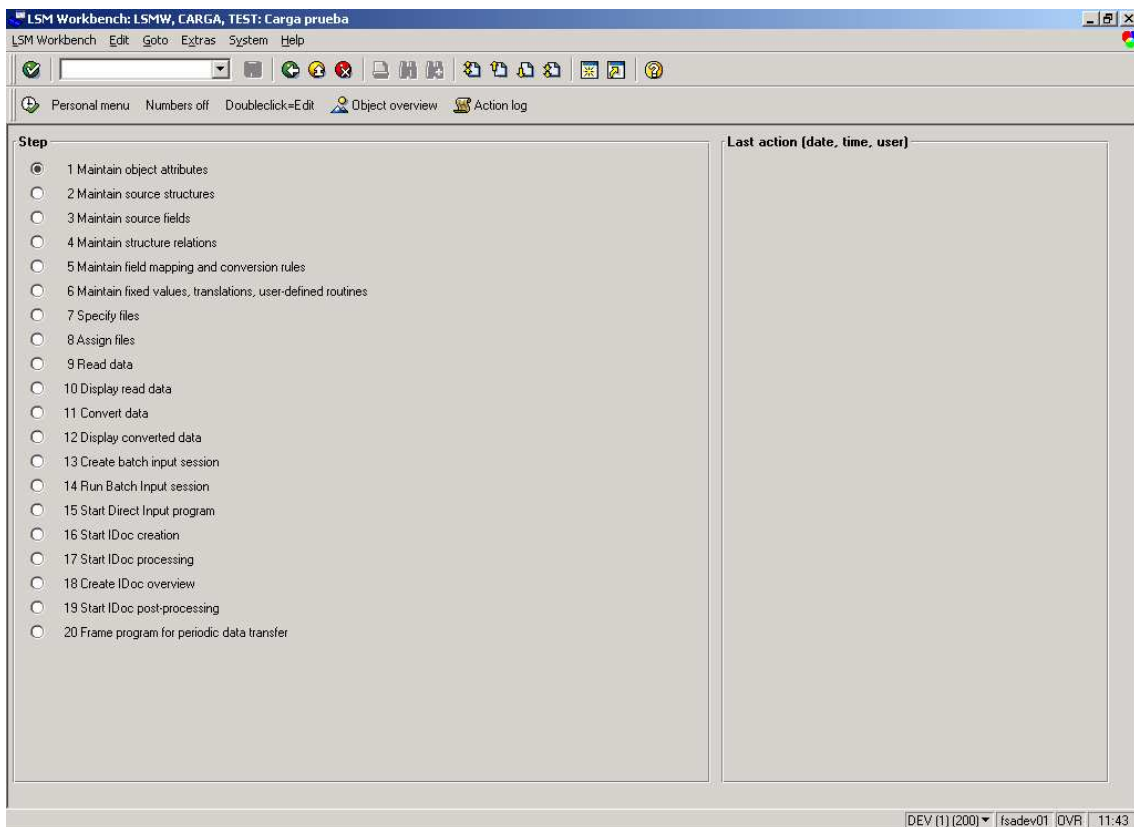 LSM Workbench: LSMW, CARGA, TEST: Carga prueba
LSM Workbench Edit Goto Extras System Help
Personal menu Numbers off Doubleclick=Edit Object overview Action log
Step
Last action (date, time, user)
1 Maintain object attributes
2 Maintain source structures
3 Maintain source fields
4 Maintain structure relations
5 Maintain field mapping and conversion rules
6 Maintain fixed values, translations, user-defined routines
7 Specify files
8 Assign files
9 Read data
10 Display read data
11 Convert data
12 Display converted data
13 Create batch input session
14 Run Batch Input session
15 Start Direct Input program
16 Start IDoc creation
17 Start IDoc processing
18 Create IDoc overview
19 Start IDoc post-processing
20 Frame program for periodic data transfer
DEV (1) (200) fsadev01 OVR 11:43